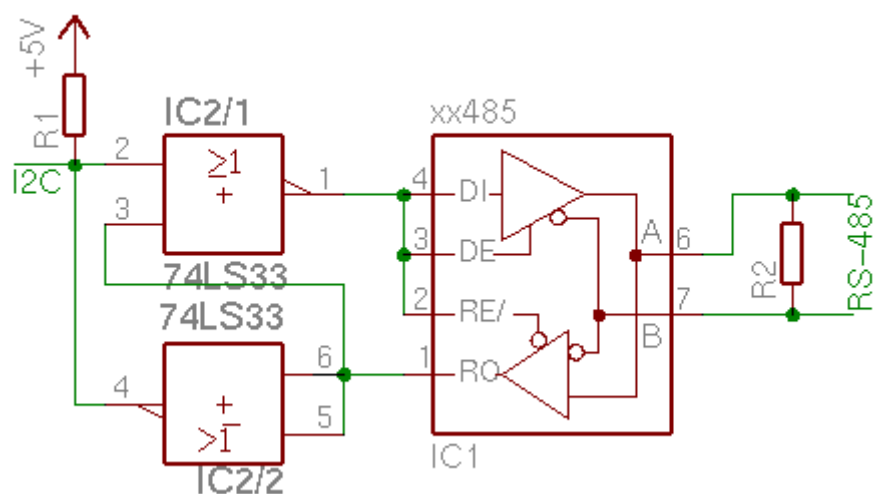 +5V
R1
I2C
IC2/1
2
≥1
+
1
3
74LS33
74LS33
4
+
>1
6
5
IC2/2
xx485
4
DI
3
DE
2
RE/
1
RO
A
6
7
B
IC1
R2
RS-485